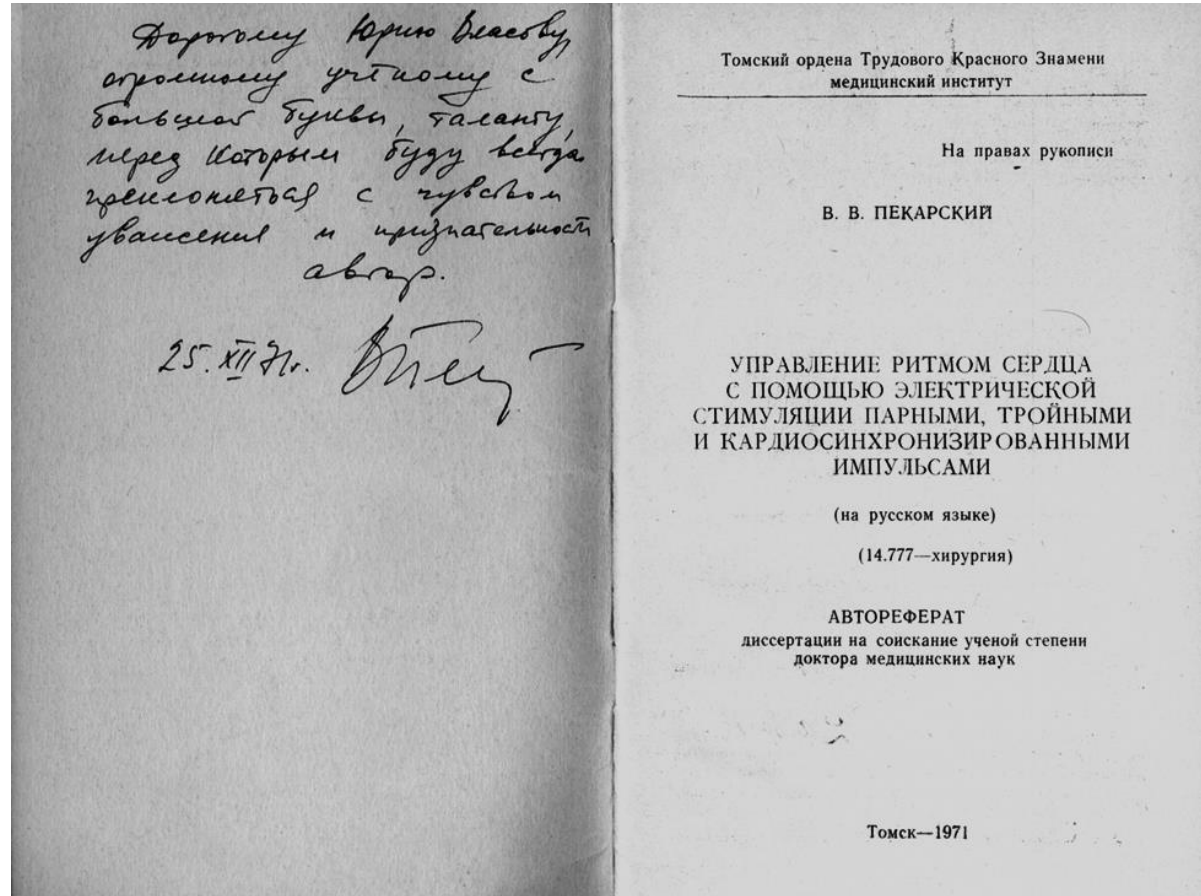 Дорогому Юрию Власову,
огромному учёному с
большой буквы, таланту,
перед которым буду всегда
преклоняться с чувством
уважения и признательности
автор.
25. XII 71г.
Томский ордена Трудового Красного Знамени
медицинский институт
На правах рукописи
В. В. ПЕКАРСКИЙ
УПРАВЛЕНИЕ РИТМОМ СЕРДЦА
С ПОМОЩЬЮ ЭЛЕКТРИЧЕСКОЙ
СТИМУЛЯЦИИ ПАРНЫМИ, ТРОЙНЫМИ
И КАРДИОСИНХРОНИЗИРОВАННЫМИ
ИМПУЛЬСАМИ
(на русском языке)
(14.777—хирургия)
АВТОРЕФЕРАТ
диссертации на соискание ученой степени
доктора медицинских наук
Томск—1971